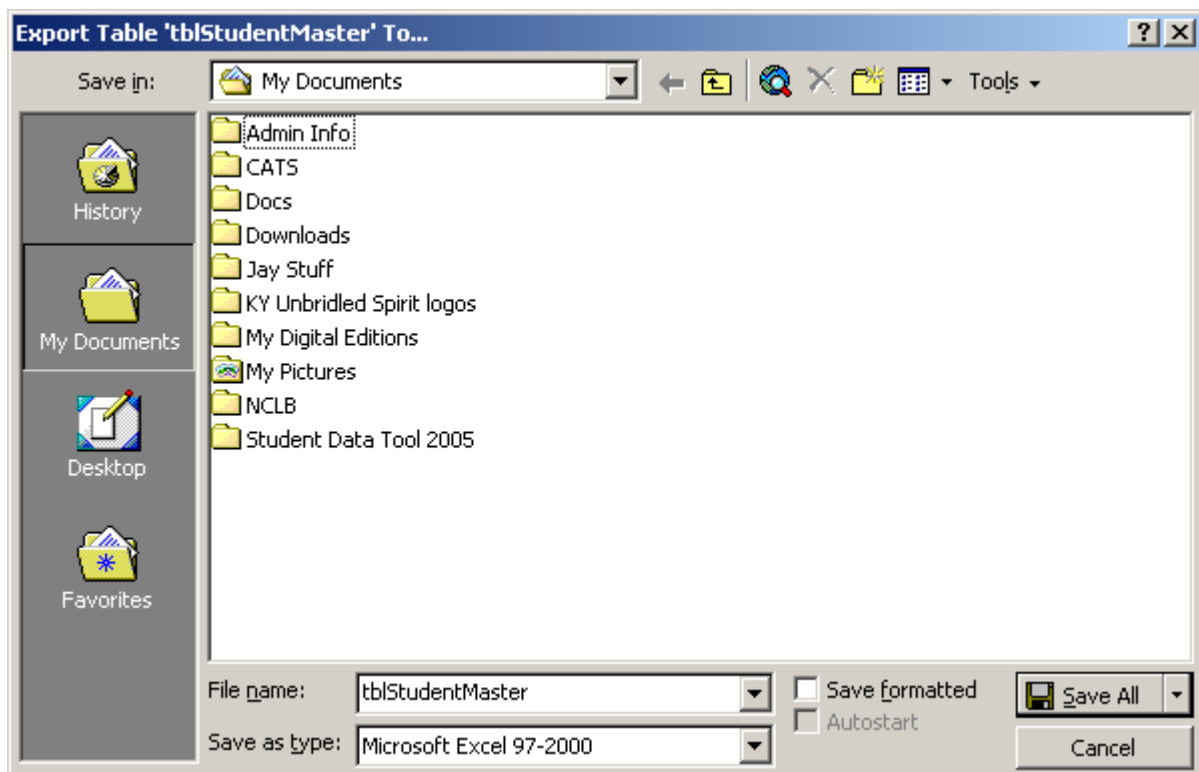 Export Table 'tblStudentMaster' To...
Save in:
My Documents
Tools
History
My Documents
Desktop
Favorites
Admin Info
CATS
Docs
Downloads
Jay Stuff
KY Unbridled Spirit logos
My Digital Editions
My Pictures
NCLB
Student Data Tool 2005
File name:
tblStudentMaster
Save formatted
Save All
Autostart
Save as type:
Microsoft Excel 97-2000
Cancel